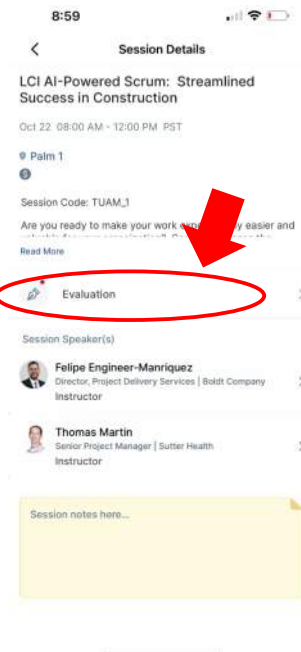 8:59
Session Details
LCI AI-Powered Scrum: Streamlined
Success in Construction
Oct 22 08:00 AM - 12:00 PM PST
Palm 1
Session Code: TUAM_1
Are you ready to make your work easier and
Read More
Evaluation
Session Speaker(s)
Felipe Engineer-Manriquez
Director, Project Delivery Services | Boldt Company
Instructor
Thomas Martin
Senior Project Manager | Sutter Health
Instructor
Session notes here...